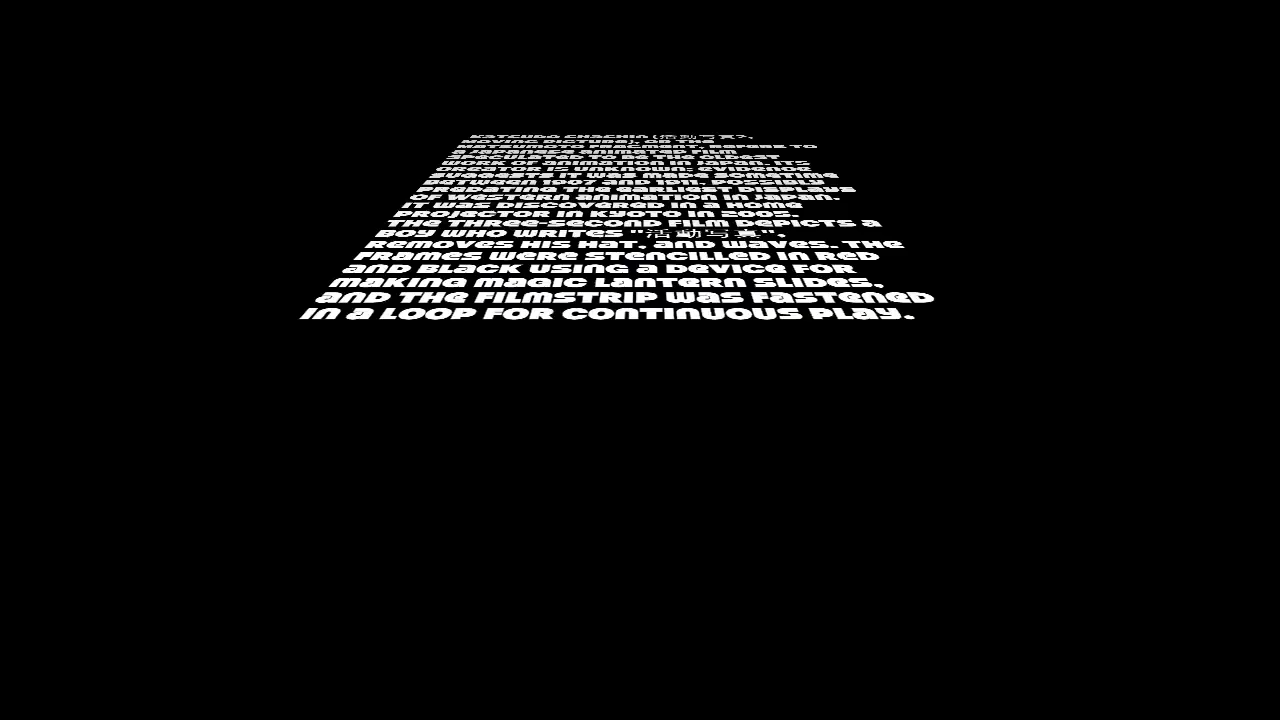 Katsudō Shashin (活動写真,
Moving Picture), or the
Matsumoto fragment, refers to
a Japanese animated film
speculated to be the oldest
work of animation in Japan. Its
creator is unknown; evidence
suggests it was made sometime
between 1907 and 1911, possibly
predating the earliest displays
of Western animation in Japan.
It was discovered in a home
projector in Kyoto in 2005.
The three-second film depicts a
boy who writes "活動写真",
removes his hat, and waves. The
frames were stencilled in red
and black using a device for
making magic lantern slides,
and the filmstrip was fastened
in a loop for continuous play.